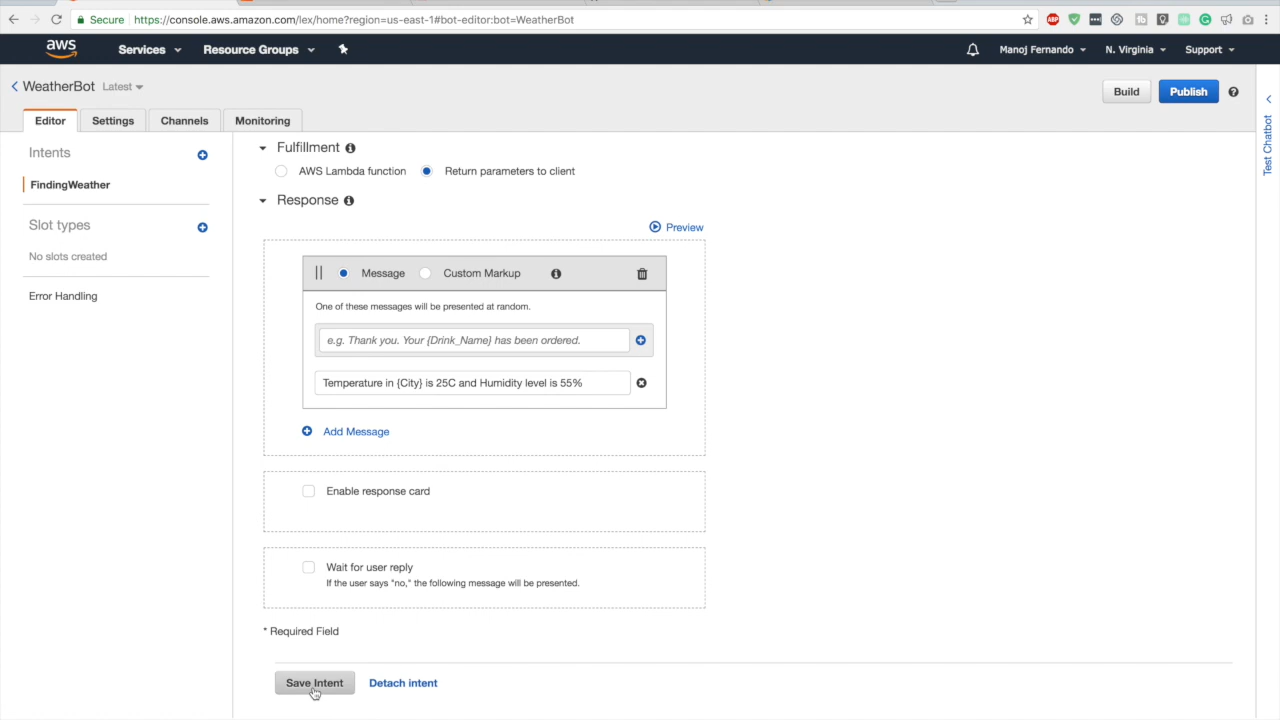 Secure https://console.aws.amazon.com/lex/home?region=us-east-1#bot-editor:bot=WeatherBot
ABP
aws Services Resource Groups Manoj Fernando N. Virginia Support
WeatherBot Latest Build Publish ?
Editor Settings Channels Monitoring
Test Chatbot
Intents
FindingWeather
Slot types
No slots created
Error Handling
Fulfillment
AWS Lambda function Return parameters to client
Response
Preview
Message Custom Markup
One of these messages will be presented at random.
e.g. Thank you. Your {Drink_Name} has been ordered.
Temperature in {City} is 25C and Humidity level is 55%
Add Message
Enable response card
Wait for user reply
If the user says "no," the following message will be presented.
* Required Field
Save Intent Detach intent